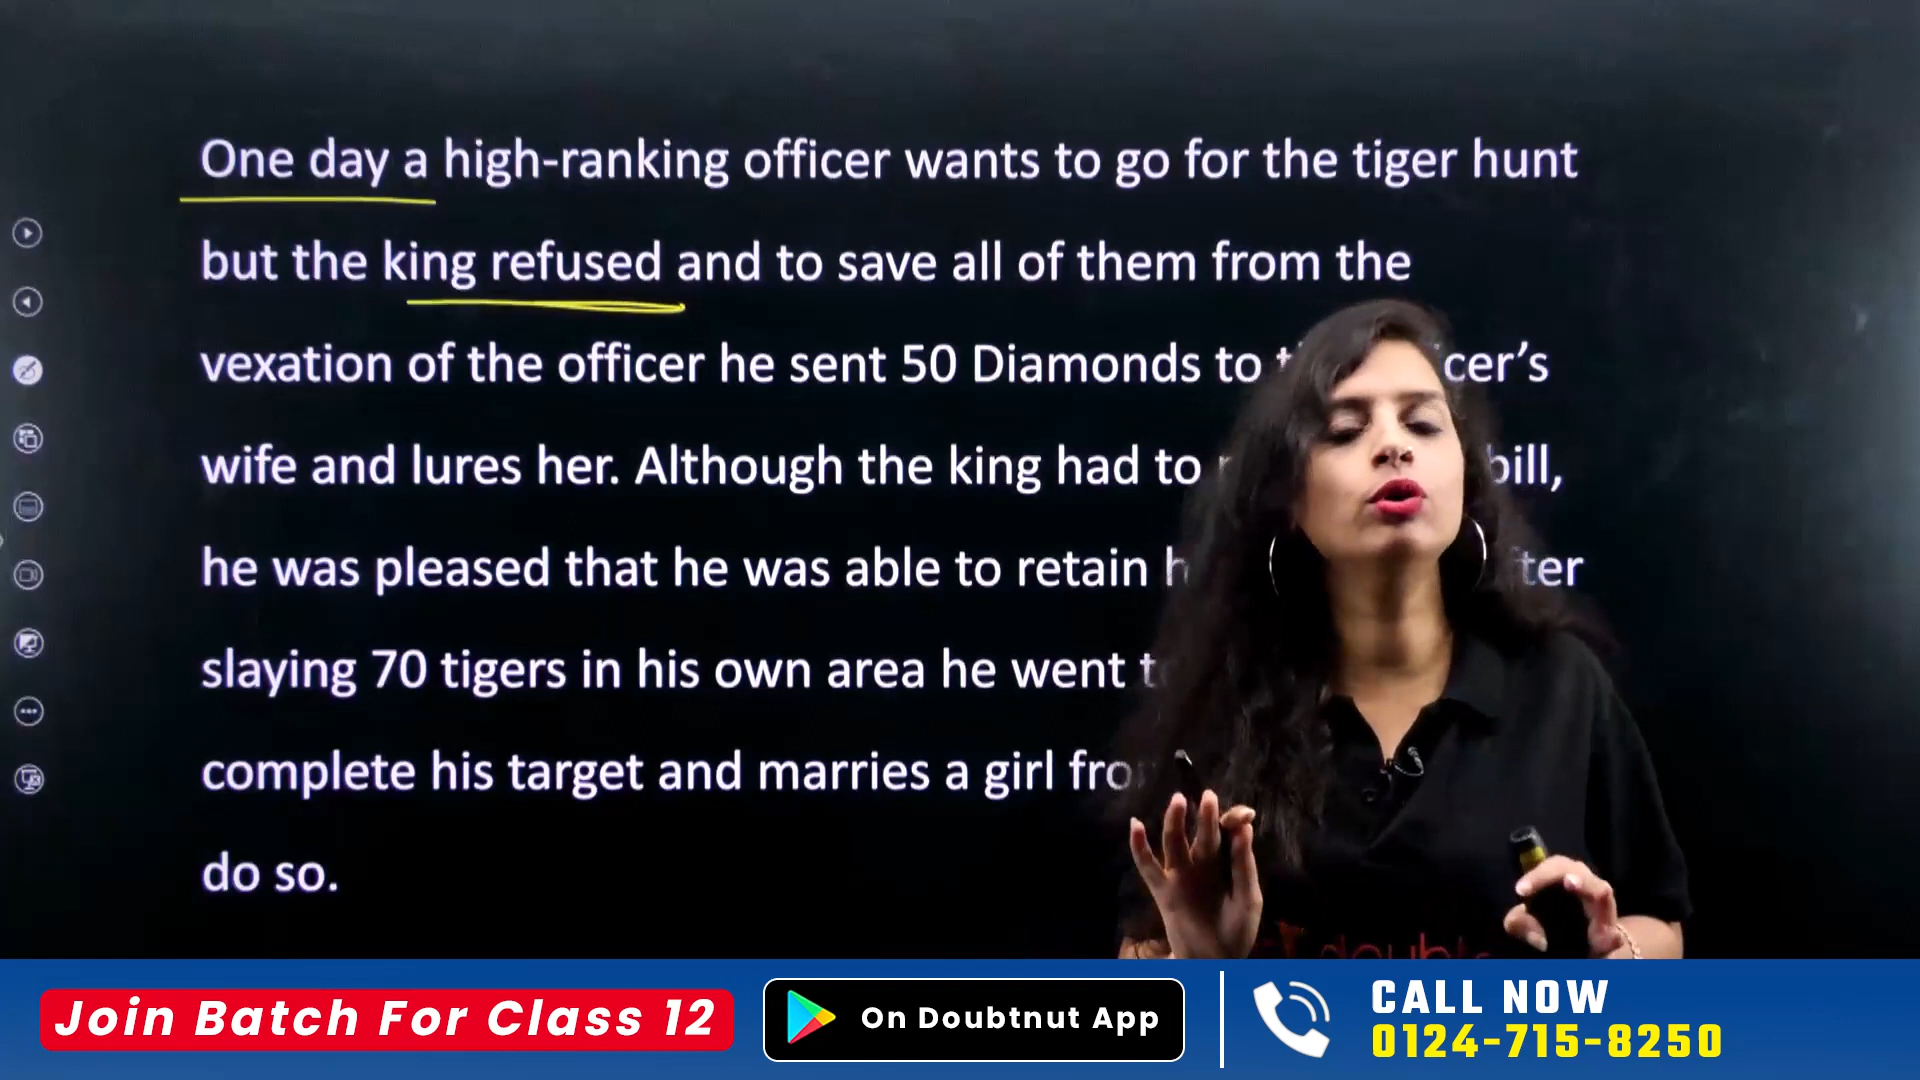 One day a high-ranking officer wants to go for the tiger hunt
but the king refused and to save all of them from the
vexation of the officer he sent 50 Diamonds to cer’s
wife and lures her. Although the king had to bill,
he was pleased that he was able to retain
slaying 70 tigers in his own area he went
complete his target and marries a girl
do so.
Join Batch For Class 12
On Doubtnut App
CALL NOW
0124-715-8250